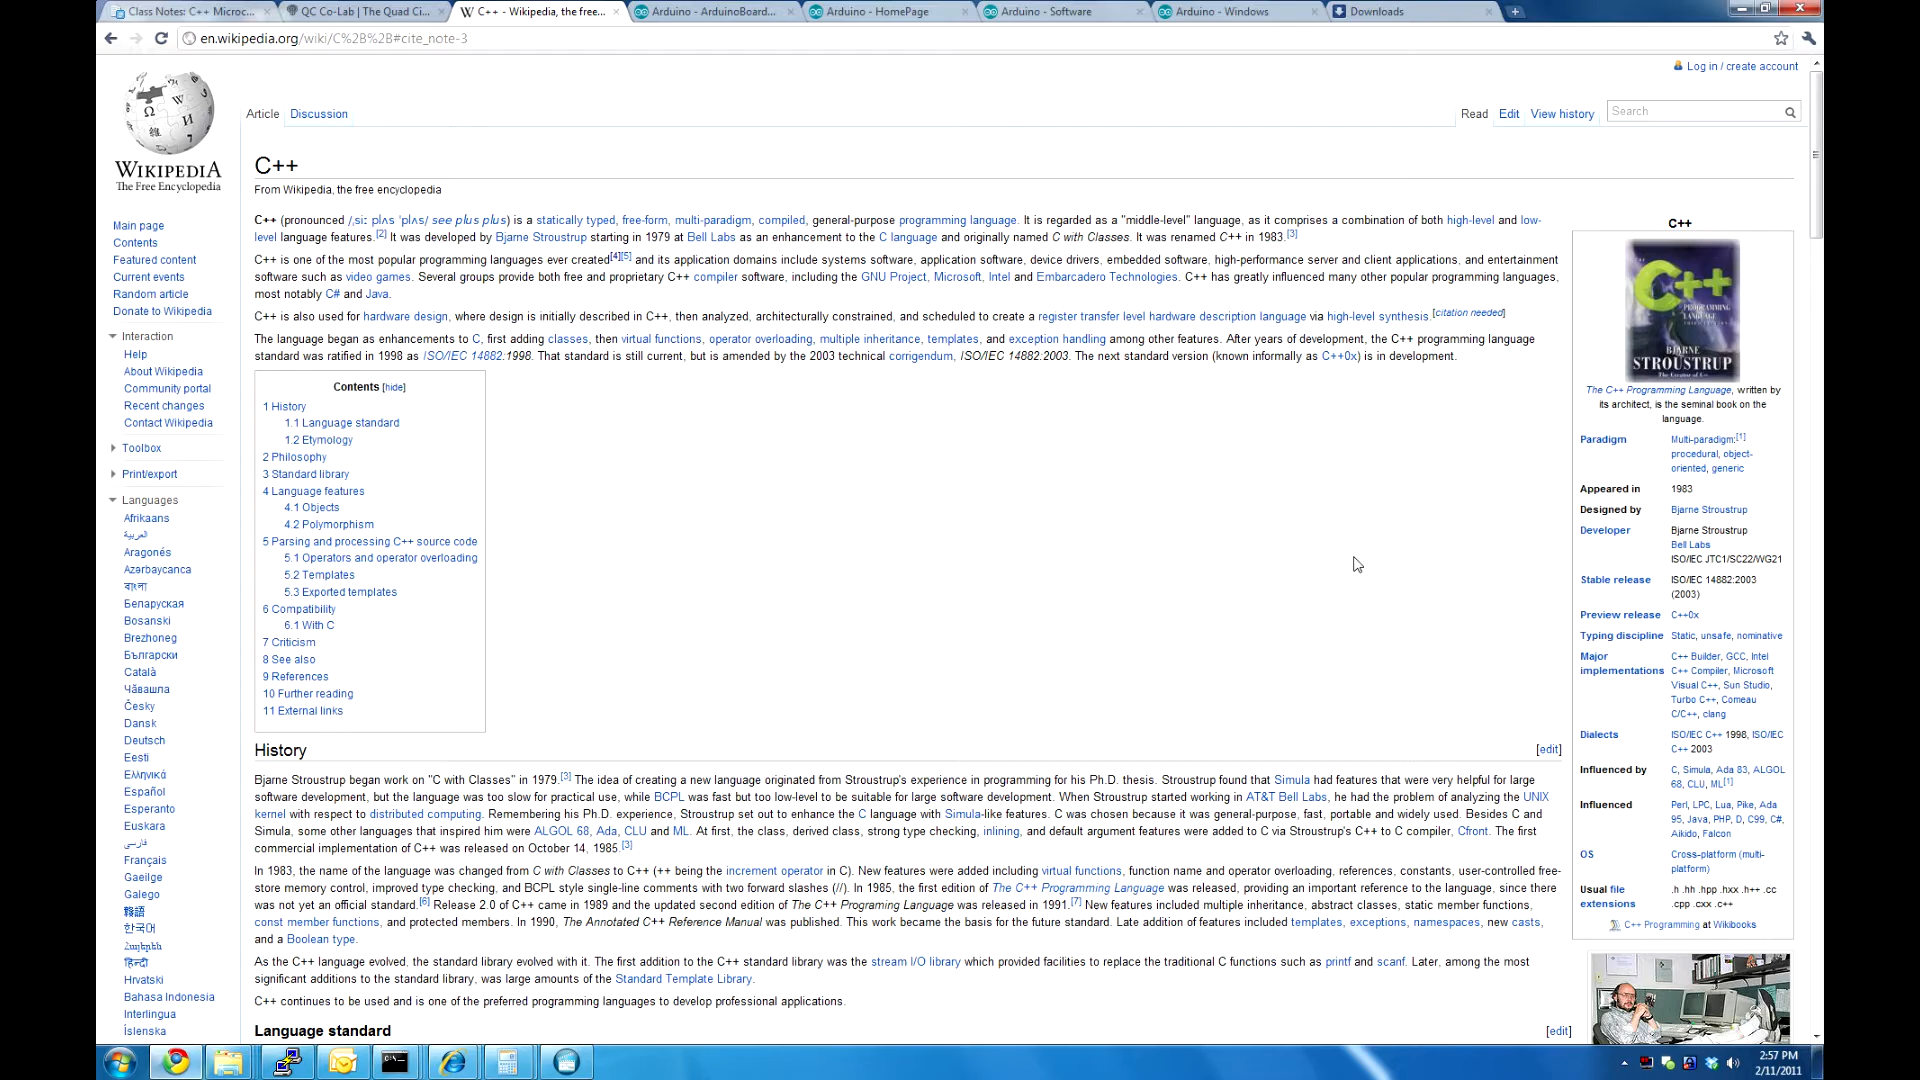 Class Notes: C++ Microc...
QC Co-Lab | The Quad Ci...
W C++ - Wikipedia, the free...
Arduino - ArduinoBoard...
Arduino - HomePage
Arduino - Software
Arduino - Windows
Downloads
en.wikipedia.org/wiki/C%2B%2B#cite_note-3
Log in / create account
WIKIPEDIA
The Free Encyclopedia
Article Discussion
Read Edit View history Search
Main page
Contents
Featured content
Current events
Random article
Donate to Wikipedia
Interaction
Help
About Wikipedia
Community portal
Recent changes
Contact Wikipedia
Toolbox
Print/export
Languages
Afrikaans
العربية
Aragonés
Azərbaycanca
বাংলা
Беларуская
Bosanski
Brezhoneg
Български
Català
Чӑвашла
Česky
Dansk
Deutsch
Eesti
Ελληνικά
Español
Esperanto
Euskara
فارسی
Français
Gaeilge
Galego
贛語
한국어
Հայերեն
हिन्दी
Hrvatski
Bahasa Indonesia
Interlingua
Íslenska
C++
From Wikipedia, the free encyclopedia
C++ (pronounced /ˌsiː plʌs ˈplʌs/ see plus plus) is a statically typed, free-form, multi-paradigm, compiled, general-purpose programming language. It is regarded as a "middle-level" language, as it comprises a combination of both high-level and low-
level language features.[2] It was developed by Bjarne Stroustrup starting in 1979 at Bell Labs as an enhancement to the C language and originally named C with Classes. It was renamed C++ in 1983.[3]
C++ is one of the most popular programming languages ever created[4][5] and its application domains include systems software, application software, device drivers, embedded software, high-performance server and client applications, and entertainment
software such as video games. Several groups provide both free and proprietary C++ compiler software, including the GNU Project, Microsoft, Intel and Embarcadero Technologies. C++ has greatly influenced many other popular programming languages,
most notably C# and Java.
C++ is also used for hardware design, where design is initially described in C++, then analyzed, architecturally constrained, and scheduled to create a register transfer level hardware description language via high-level synthesis.[citation needed]
The language began as enhancements to C, first adding classes, then virtual functions, operator overloading, multiple inheritance, templates, and exception handling among other features. After years of development, the C++ programming language
standard was ratified in 1998 as ISO/IEC 14882:1998. That standard is still current, but is amended by the 2003 technical corrigendum, ISO/IEC 14882:2003. The next standard version (known informally as C++0x) is in development.
Contents [hide]
1 History
1.1 Language standard
1.2 Etymology
2 Philosophy
3 Standard library
4 Language features
4.1 Objects
4.2 Polymorphism
5 Parsing and processing C++ source code
5.1 Operators and operator overloading
5.2 Templates
5.3 Exported templates
6 Compatibility
6.1 With C
7 Criticism
8 See also
9 References
10 Further reading
11 External links
History [edit]
Bjarne Stroustrup began work on "C with Classes" in 1979.[3] The idea of creating a new language originated from Stroustrup's experience in programming for his Ph.D. thesis. Stroustrup found that Simula had features that were very helpful for large
software development, but the language was too slow for practical use, while BCPL was fast but too low-level to be suitable for large software development. When Stroustrup started working in AT&T Bell Labs, he had the problem of analyzing the UNIX
kernel with respect to distributed computing. Remembering his Ph.D. experience, Stroustrup set out to enhance the C language with Simula-like features. C was chosen because it was general-purpose, fast, portable and widely used. Besides C and
Simula, some other languages that inspired him were ALGOL 68, Ada, CLU and ML. At first, the class, derived class, strong type checking, inlining, and default argument features were added to C via Stroustrup's C++ to C compiler, Cfront. The first
commercial implementation of C++ was released on October 14, 1985.[3]
In 1983, the name of the language was changed from C with Classes to C++ (++ being the increment operator in C). New features were added including virtual functions, function name and operator overloading, references, constants, user-controlled free-
store memory control, improved type checking, and BCPL style single-line comments with two forward slashes (//). In 1985, the first edition of The C++ Programming Language was released, providing an important reference to the language, since there
was not yet an official standard.[6] Release 2.0 of C++ came in 1989 and the updated second edition of The C++ Programing Language was released in 1991.[7] New features included multiple inheritance, abstract classes, static member functions,
const member functions, and protected members. In 1990, The Annotated C++ Reference Manual was published. This work became the basis for the future standard. Late addition of features included templates, exceptions, namespaces, new casts,
and a Boolean type.
As the C++ language evolved, the standard library evolved with it. The first addition to the C++ standard library was the stream I/O library which provided facilities to replace the traditional C functions such as printf and scanf. Later, among the most
significant additions to the standard library, was large amounts of the Standard Template Library.
C++ continues to be used and is one of the preferred programming languages to develop professional applications.
Language standard [edit]
C++
THE
C++
PROGRAMMING
LANGUAGE
BJARNE
STROUSTRUP
The Creator of C++
The C++ Programming Language, written by
its architect, is the seminal book on the
language.
Paradigm Multi-paradigm:[1]
procedural, object-
oriented, generic
Appeared in 1983
Designed by Bjarne Stroustrup
Developer Bjarne Stroustrup
Bell Labs
ISO/IEC JTC1/SC22/WG21
Stable release ISO/IEC 14882:2003
(2003)
Preview release C++0x
Typing discipline Static, unsafe, nominative
Major C++ Builder, GCC, Intel
implementations C++ Compiler, Microsoft
Visual C++, Sun Studio,
Turbo C++, Comeau
C/C++, clang
Dialects ISO/IEC C++ 1998, ISO/IEC
C++ 2003
Influenced by C, Simula, Ada 83, ALGOL
68, CLU, ML[1]
Influenced Perl, LPC, Lua, Pike, Ada
95, Java, PHP, D, C99, C#,
Aikido, Falcon
OS Cross-platform (multi-
platform)
Usual file .h .hh .hpp .hxx .h++ .cc
extensions .cpp .cxx .c++
C++ Programming at Wikibooks
2:57 PM
2/11/2011